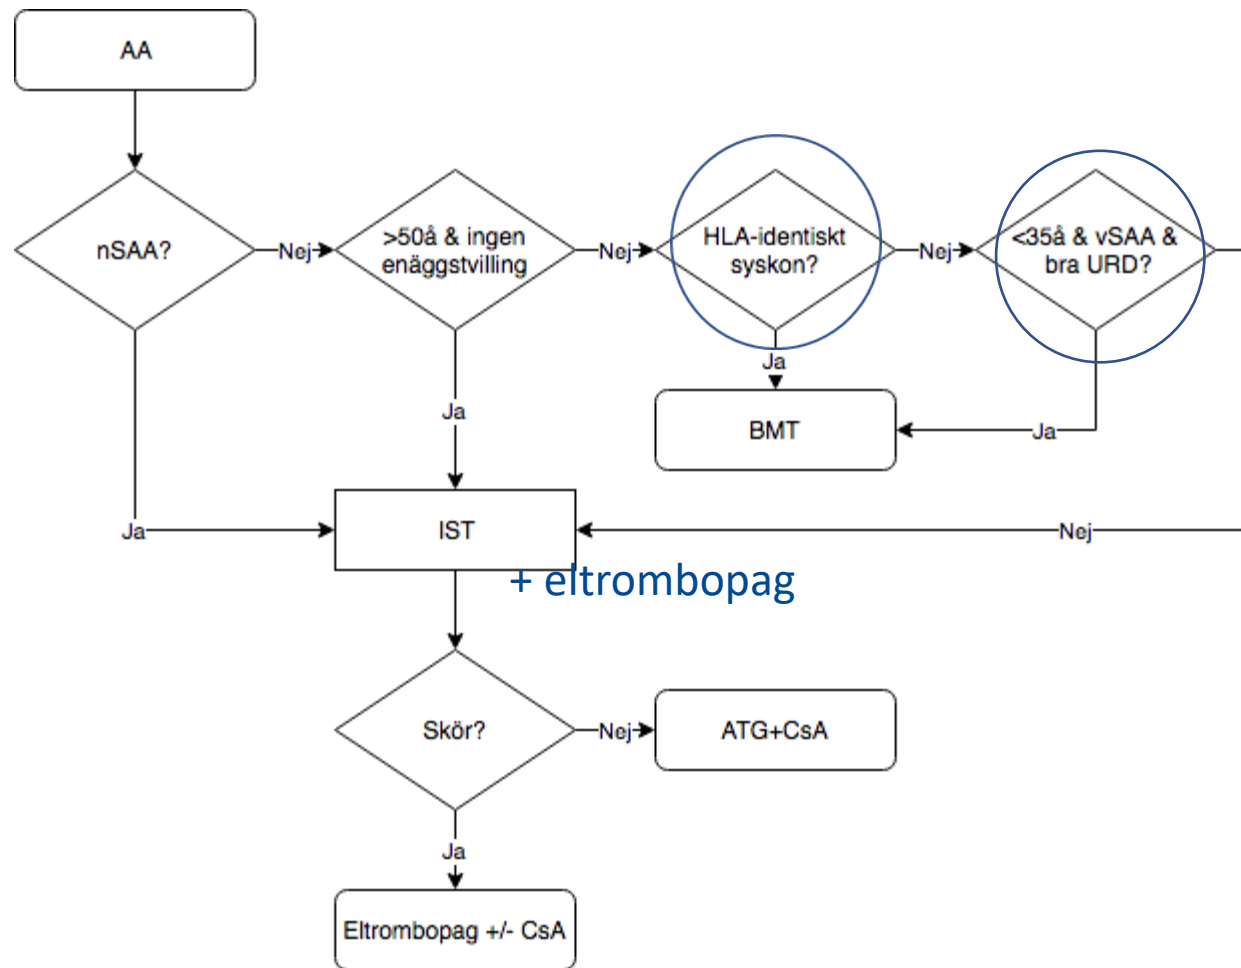 AA
nSAA?
Nej
>50å & ingen
enäggstvilling
Nej
HLA-identiskt
syskon?
Nej
<35å & vSAA &
bra URD?
Ja
BMT
Ja
Ja
Ja
IST
Nej
+ eltrombopag
Skör?
Nej
ATG+CsA
Ja
Eltrombopag +/- CsA